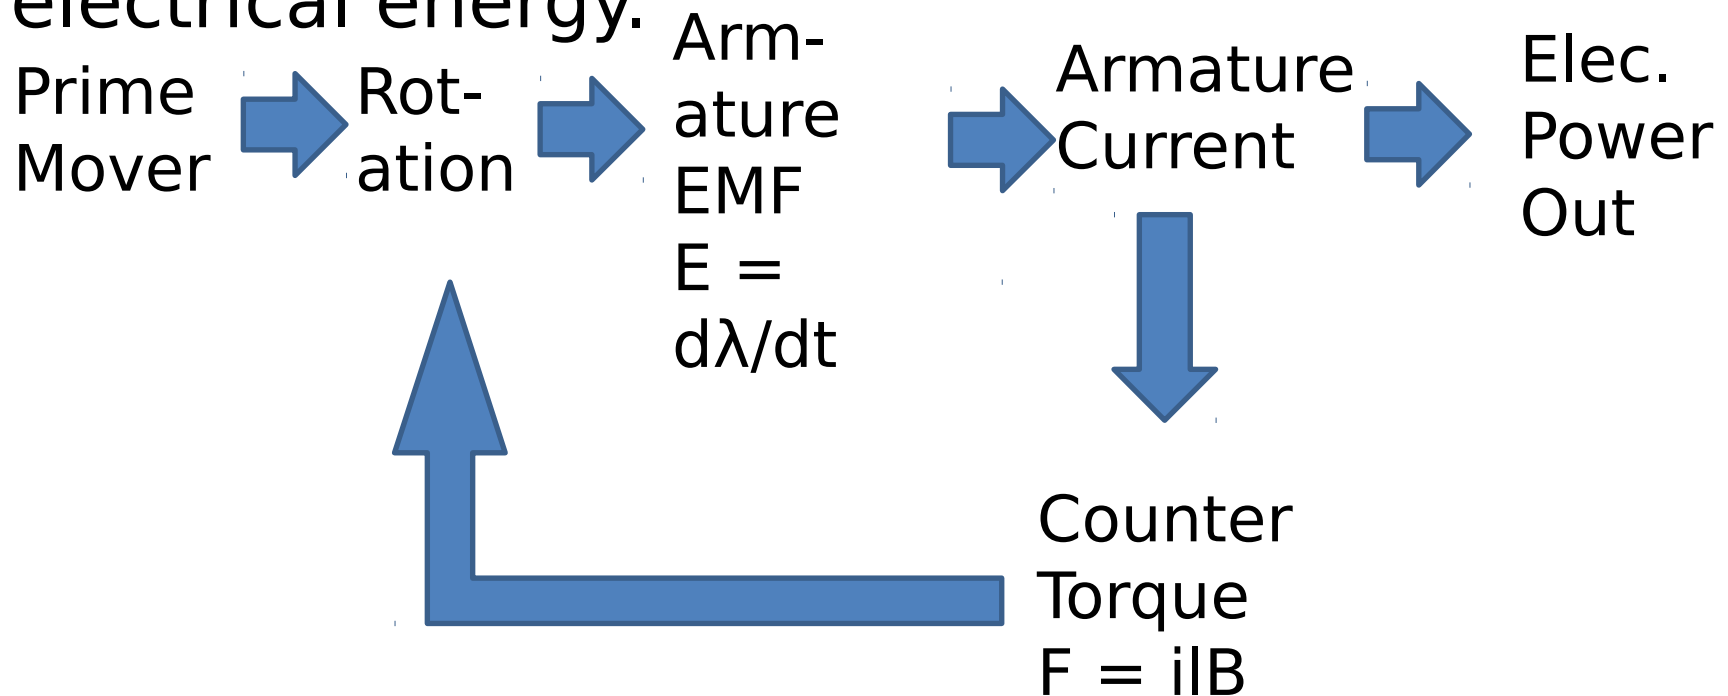 electrical energy.
Prime
Mover
Rot-
ation
Arm-
ature
EMF
E =
dλ/dt
Armature
Current
Elec.
Power
Out
Counter
Torque
F = ilB